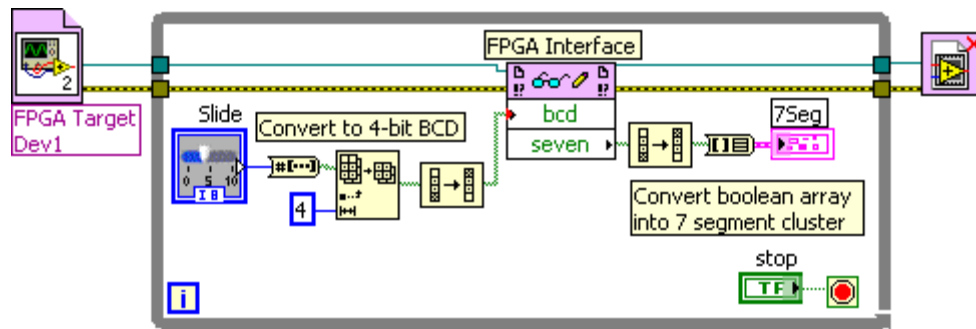 2
FPGA Target
Dev1
FPGA Interface
Slide
Convert to 4-bit BCD
bcd
seven
7Seg
0 5 10
I8
#[...]
4
Convert boolean array
into 7 segment cluster
stop
TF
i